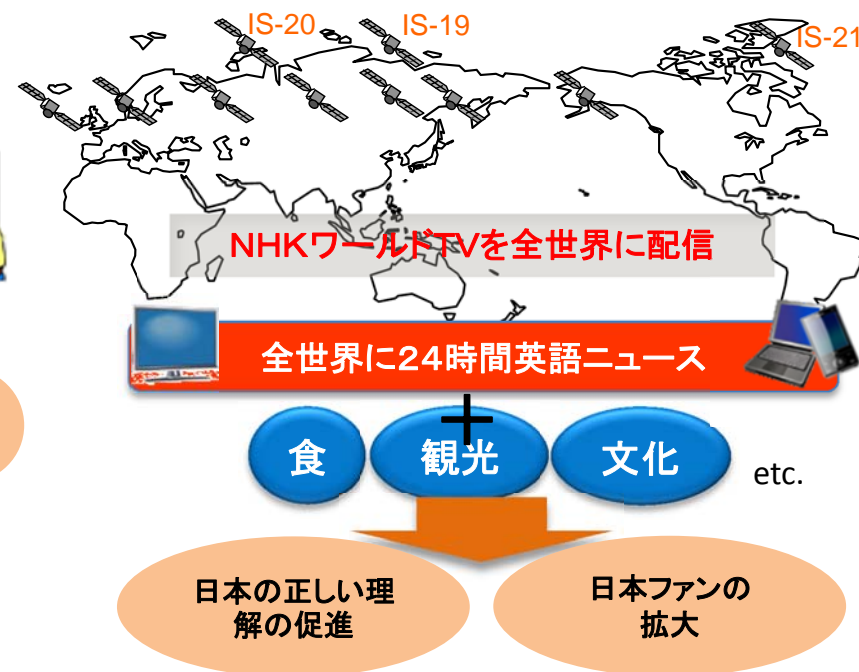 IS-20
IS-19
IS-21
NHKワールドTVを全世界に配信
全世界に24時間英語ニュース
+
食
観光
文化
etc.
日本の正しい理
解の促進
日本ファンの
拡大